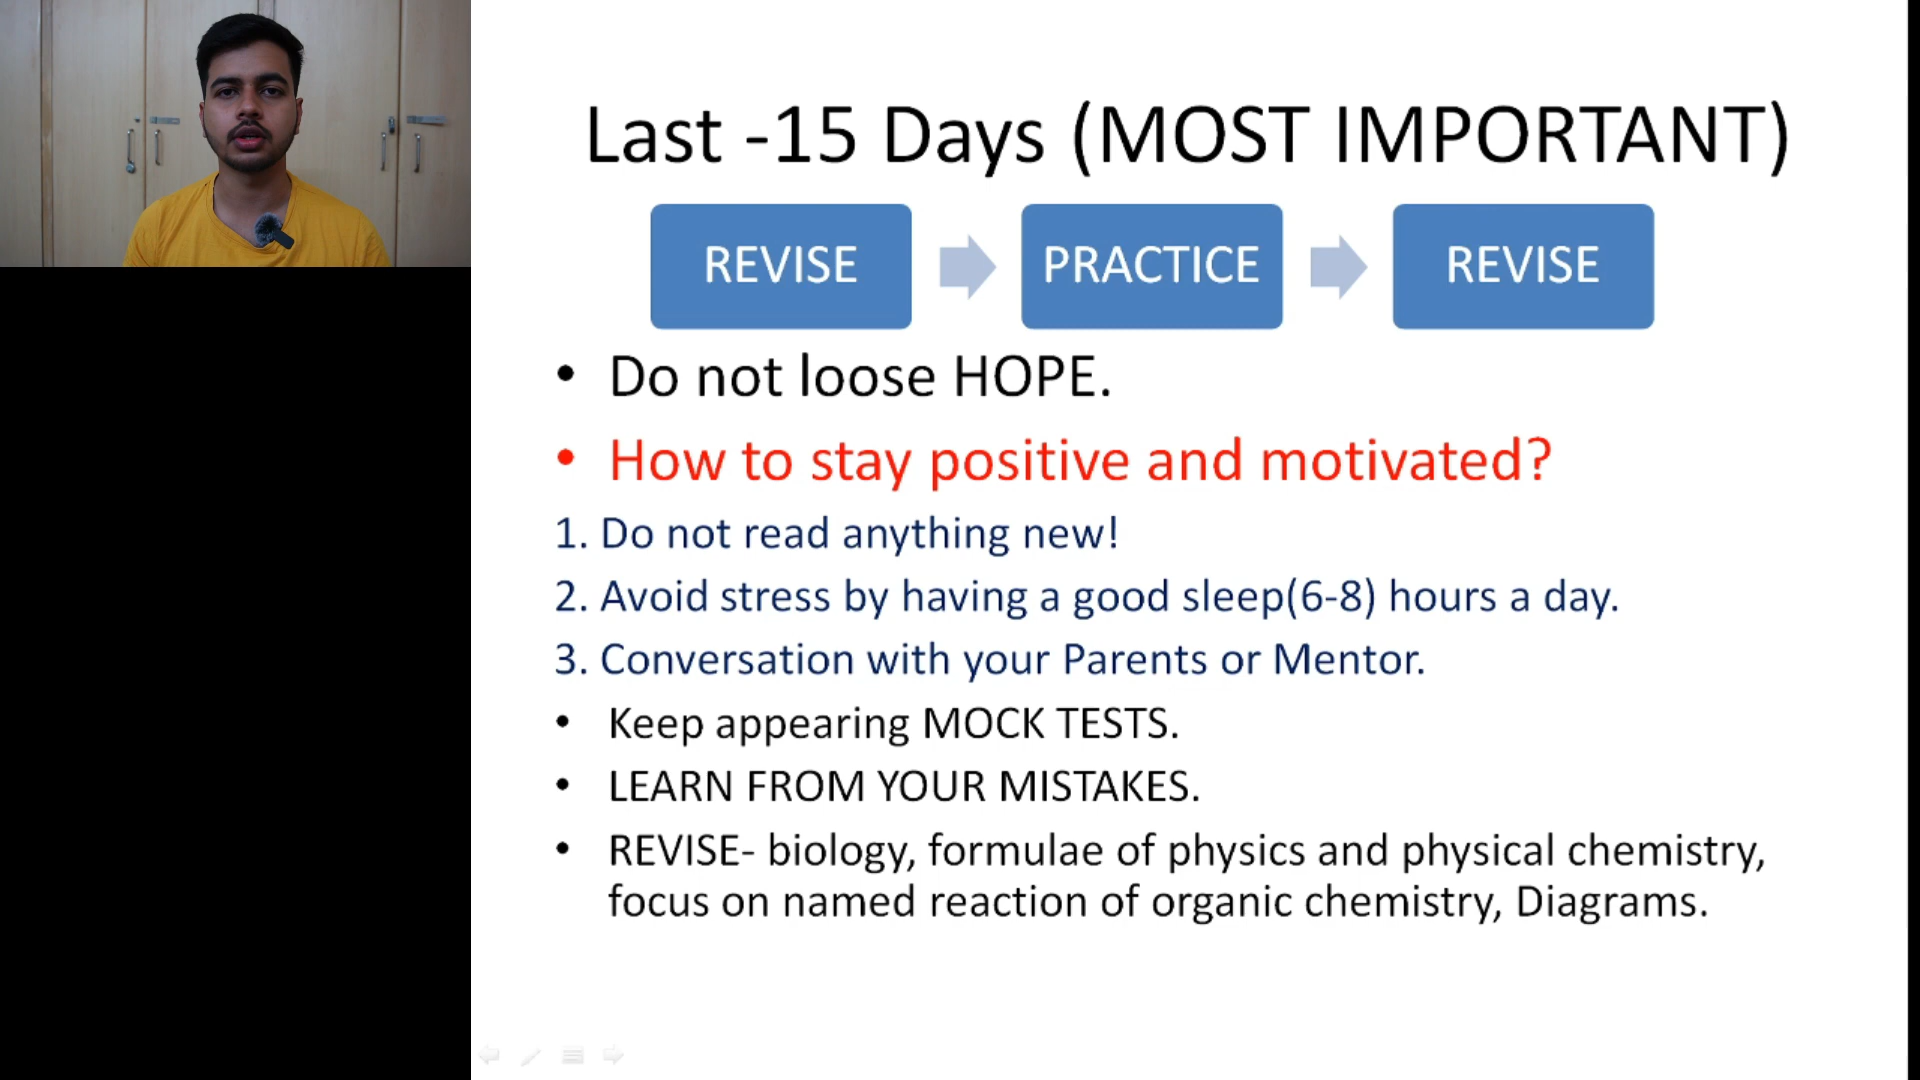 Last -15 Days (MOST IMPORTANT)
REVISE
PRACTICE
REVISE
• Do not loose HOPE.
• How to stay positive and motivated?
1. Do not read anything new!
2. Avoid stress by having a good sleep(6-8) hours a day.
3. Conversation with your Parents or Mentor.
• Keep appearing MOCK TESTS.
• LEARN FROM YOUR MISTAKES.
• REVISE- biology, formulae of physics and physical chemistry,
focus on named reaction of organic chemistry, Diagrams.